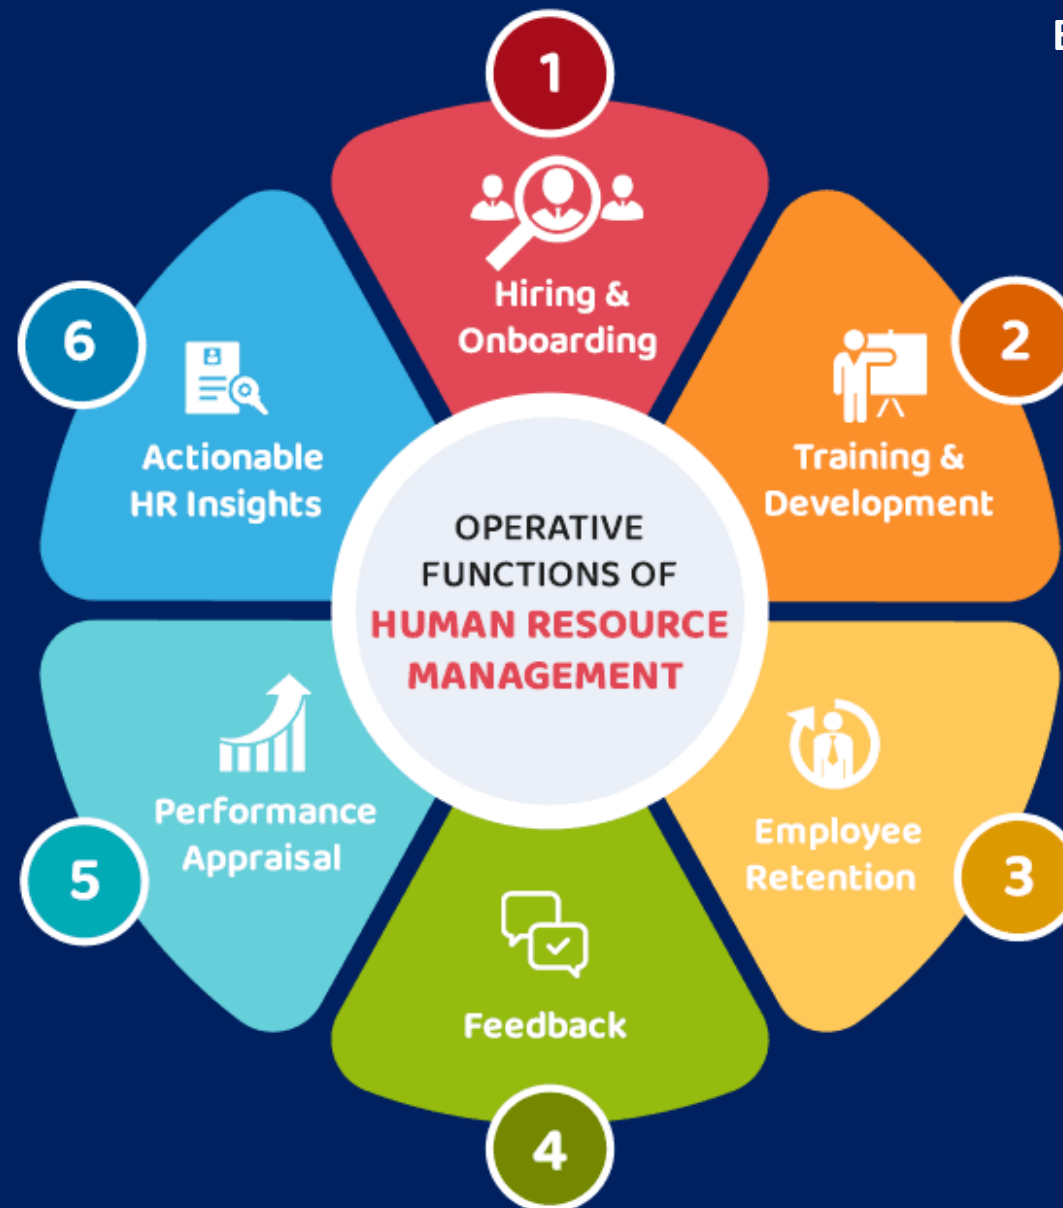 1
Hiring &
Onboarding
2
Training &
Development
3
Employee
Retention
4
Feedback
5
Performance
Appraisal
6
Actionable
HR Insights
OPERATIVE
FUNCTIONS OF
HUMAN RESOURCE
MANAGEMENT